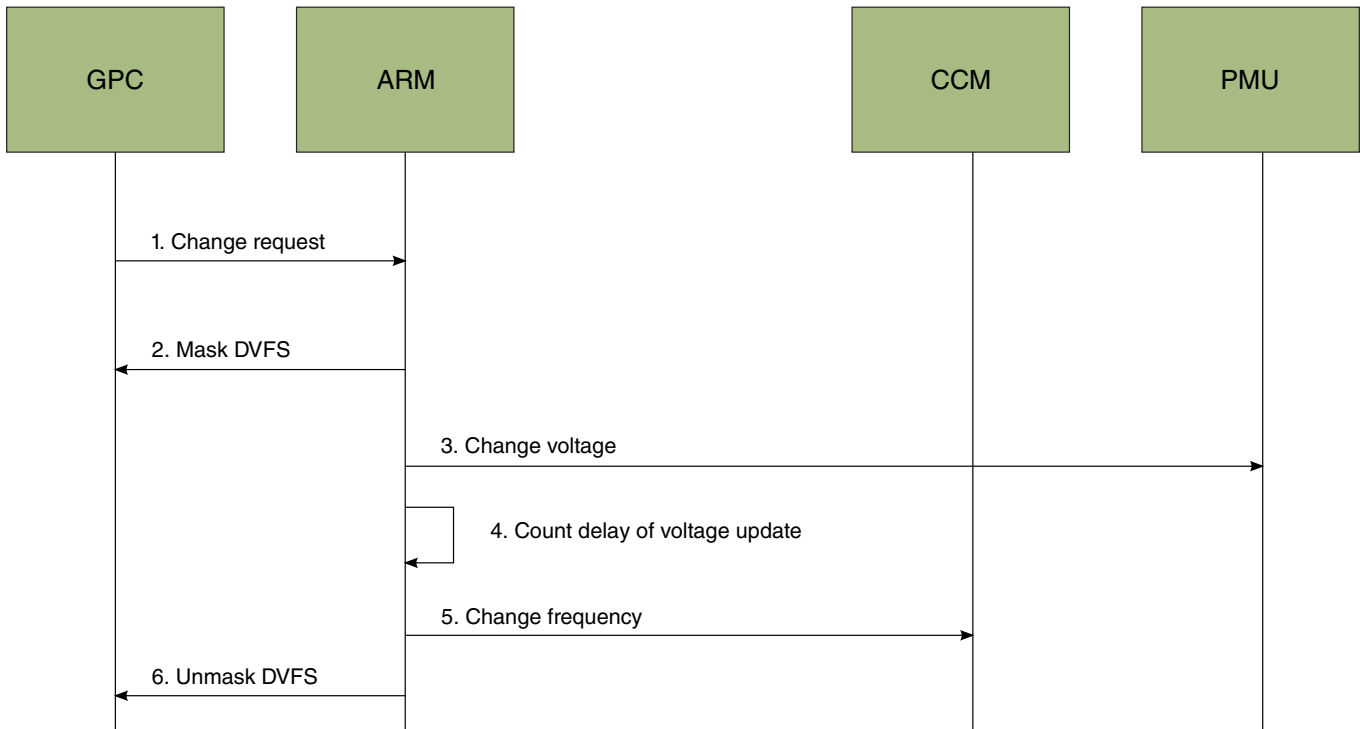 GPC
ARM
CCM
PMU
1. Change request
2. Mask DVFS
3. Change voltage
4. Count delay of voltage update
5. Change frequency
6. Unmask DVFS